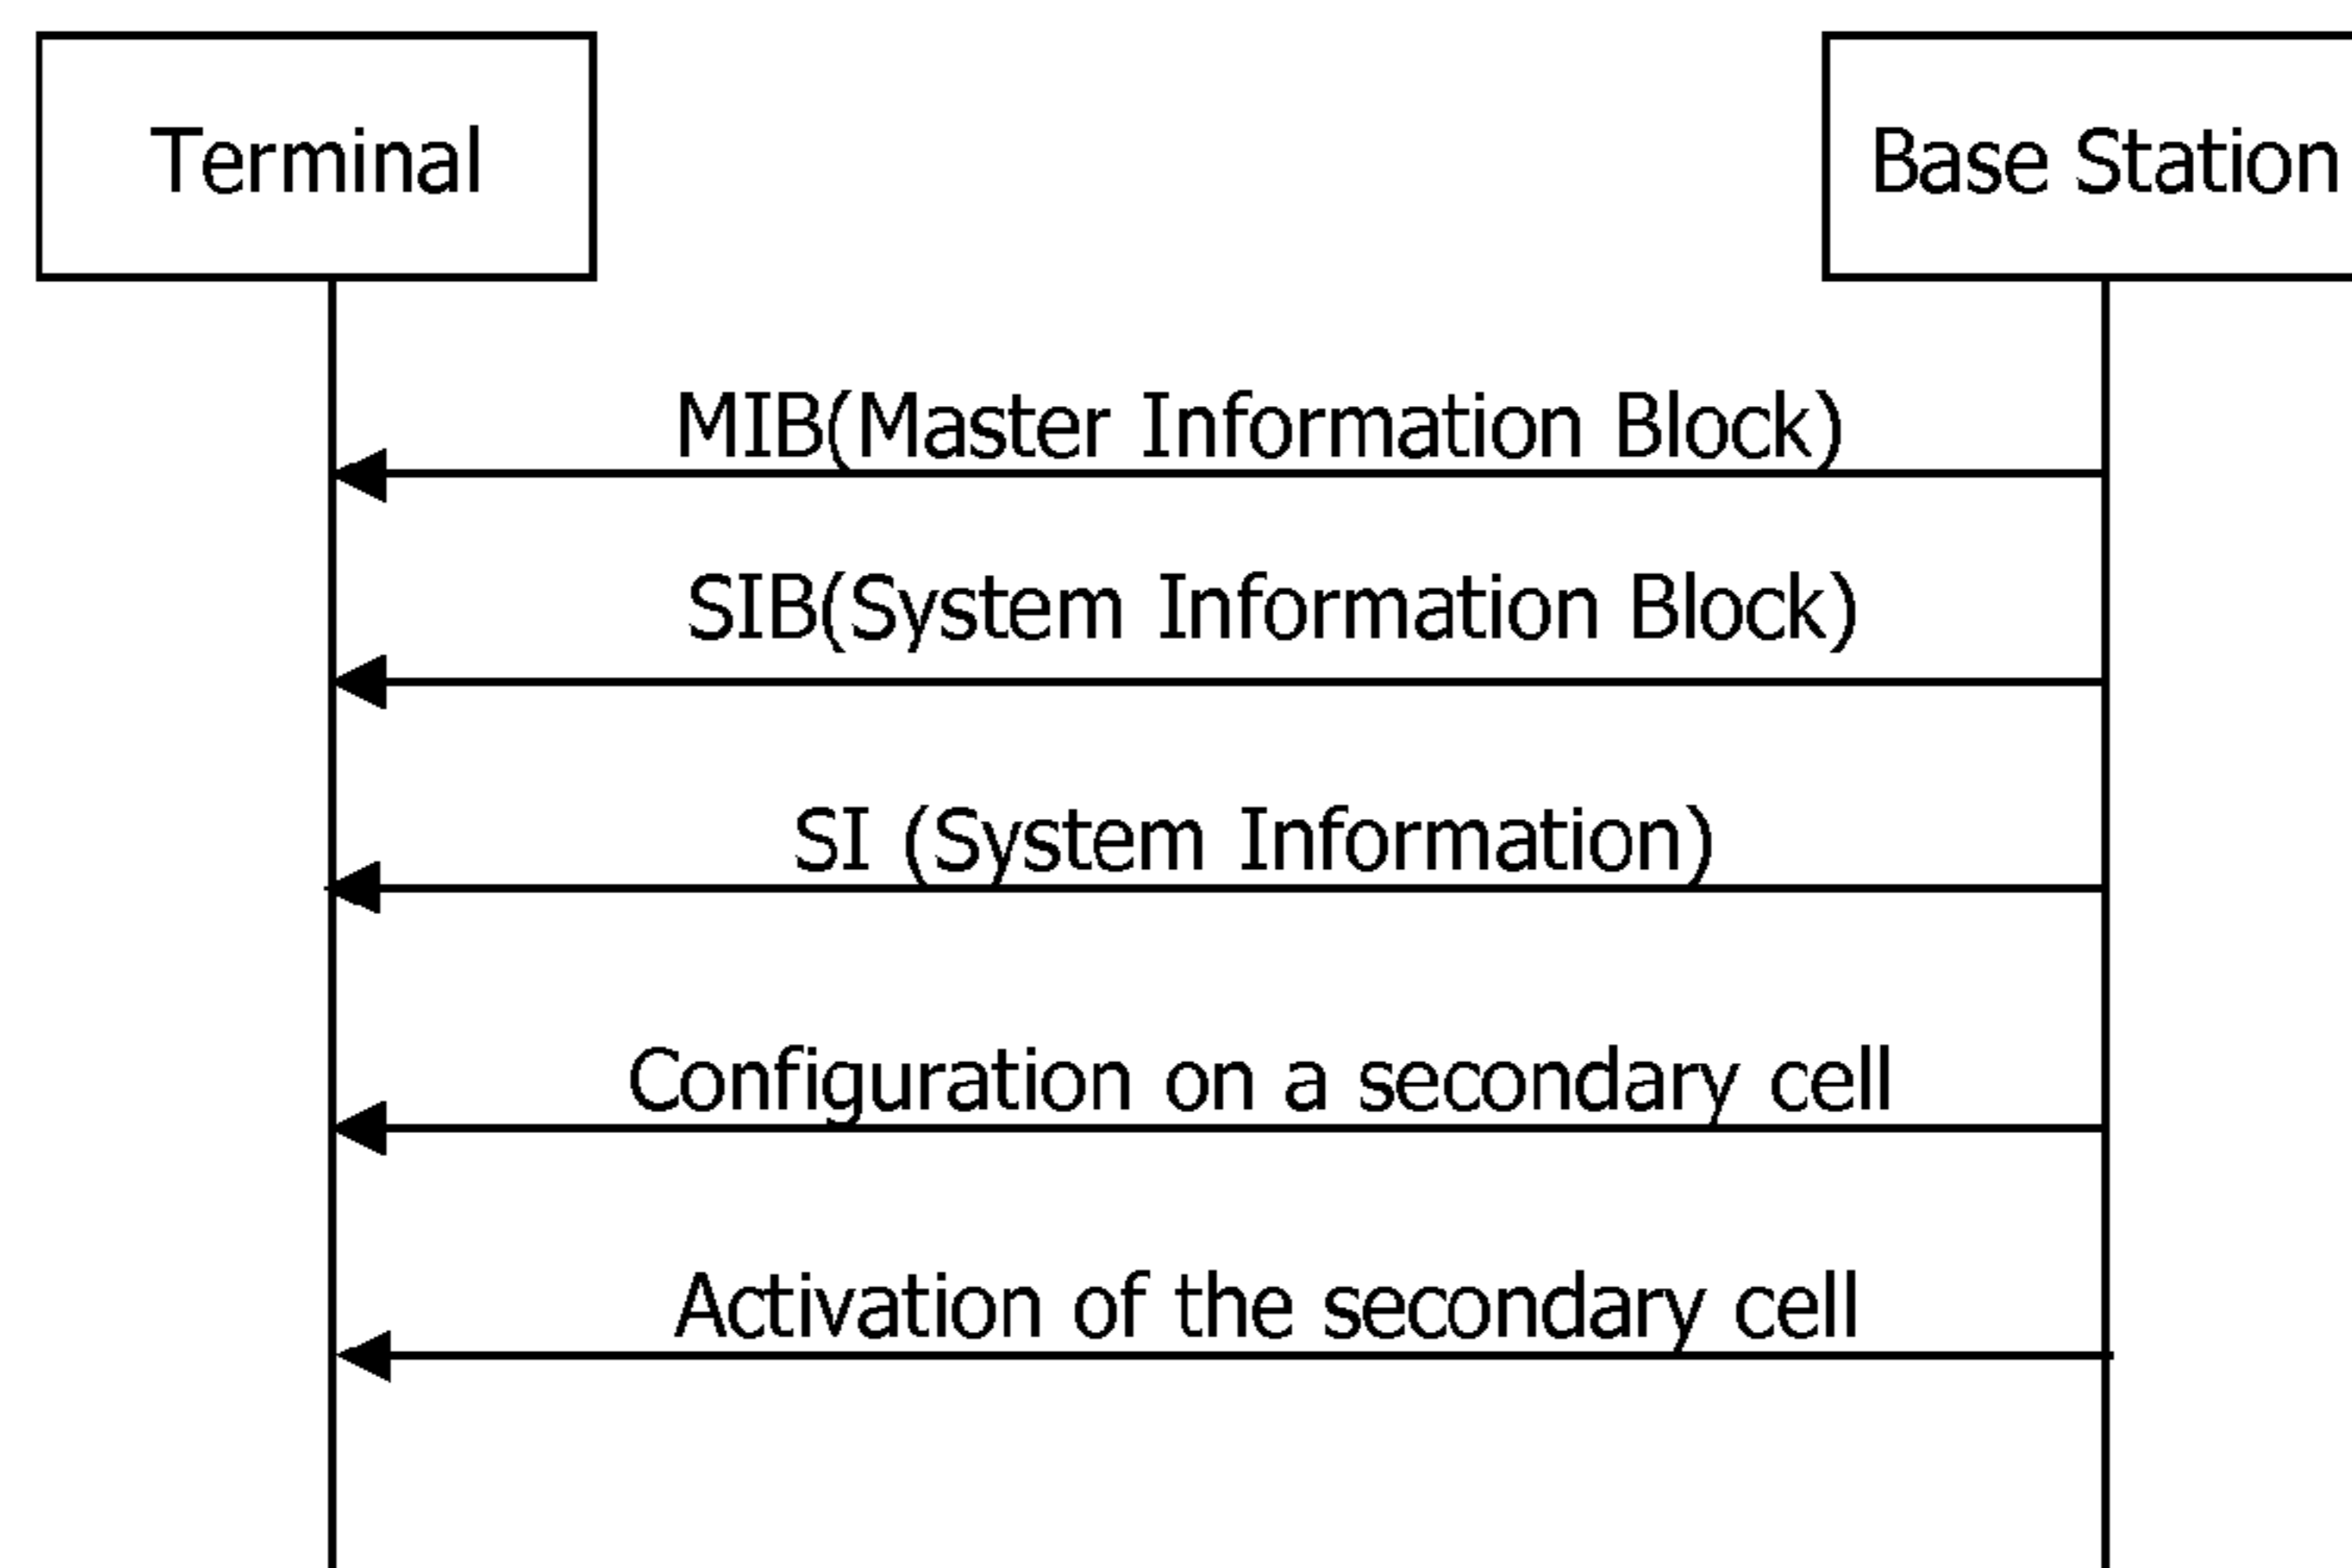 Terminal
Base Station
MIB(Master Information Block)
SIB(System Information Block)
SI (System Information)
Configuration on a secondary cell
Activation of the secondary cell